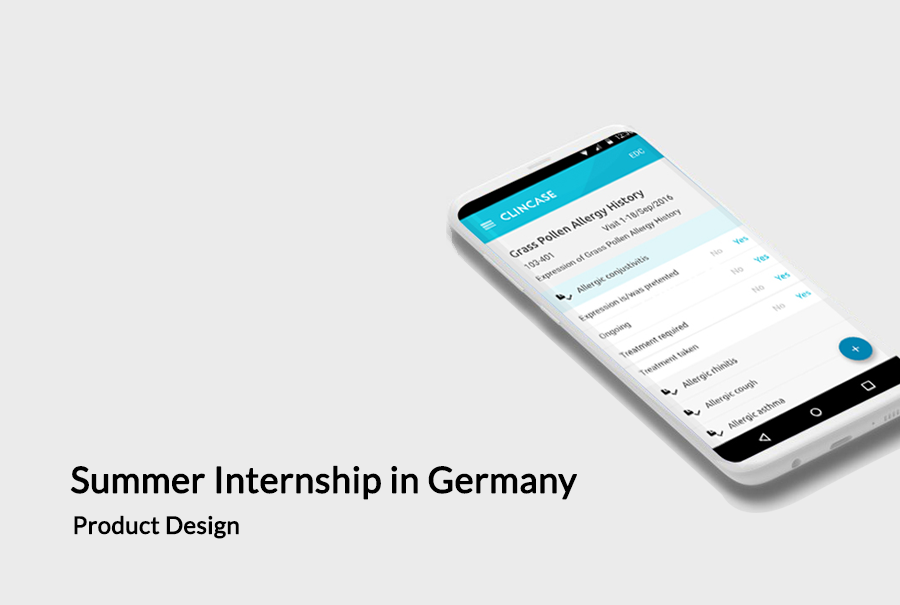 12:30
EDC
CLINCASE
Grass Pollen Allergy History
103-401 Visit 1-18/Sep/2016
Expression of Grass Pollen Allergy History
Allergic conjustivitis No Yes
Expression is/was pretented No Yes
Ongoing No Yes
Treatment required No Yes
Treatment taken
Allergic rhinitis
Allergic cough
Allergic asthma
+
Summer Internship in Germany
Product Design